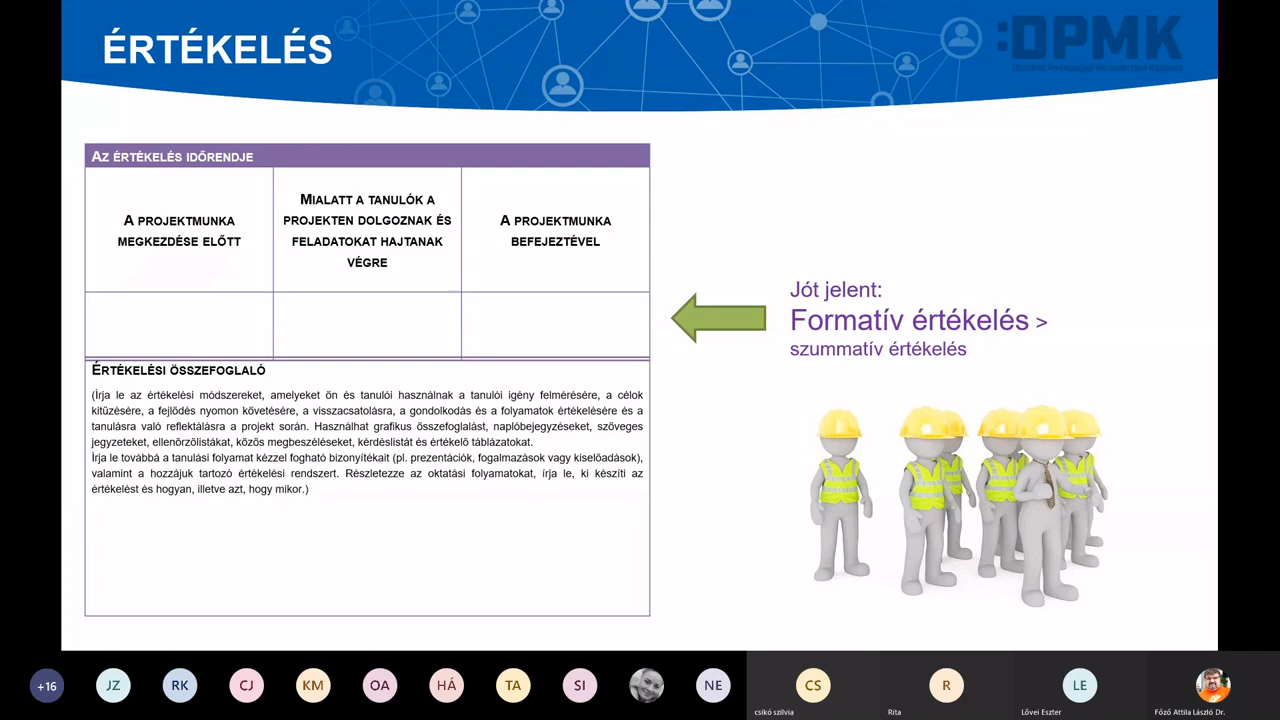 ÉRTÉKELÉS
:DPMK
Digitális Pedagógiai Módszertani Központ
AZ ÉRTÉKELÉS IDŐRENDJE
A PROJEKTMUNKA
MEGKEZDÉSE ELŐTT
MIALATT A TANULÓK A
PROJEKTEN DOLGOZNAK ÉS
FELADATOKAT HAJTANAK
VÉGRE
A PROJEKTMUNKA
BEFEJEZTÉVEL
ÉRTÉKELÉSI ÖSSZEFOGLALÓ
(Írja le az értékelési módszereket, amelyeket ön és tanulói használnak a tanulói igény felmérésére, a célok
kitűzésére, a fejlődés nyomon követésére, a visszacsatolásra, a gondolkodás és a folyamatok értékelésére és a
tanulásra való reflektálásra a projekt során. Használhat grafikus összefoglalást, naplóbejegyzéseket, szöveges
jegyzeteket, ellenőrzőlistákat, közös megbeszéléseket, kérdéslistát és értékelő táblázatokat.
Írja le továbbá a tanulási folyamat kézzel fogható bizonyítékait (pl. prezentációk, fogalmazások vagy kiselőadások),
valamint a hozzájuk tartozó értékelési rendszert. Részletezze az oktatási folyamatokat, írja le, ki készíti az
értékelést és hogyan, illetve azt, hogy mikor.)
Jót jelent:
Formatív értékelés >
szummatív értékelés
+16
JZ
RK
CJ
KM
OA
HÁ
TA
SI
NE
CS
R
LE
csikó szilvia
Rita
Lővei Eszter
Főző Attila László Dr.